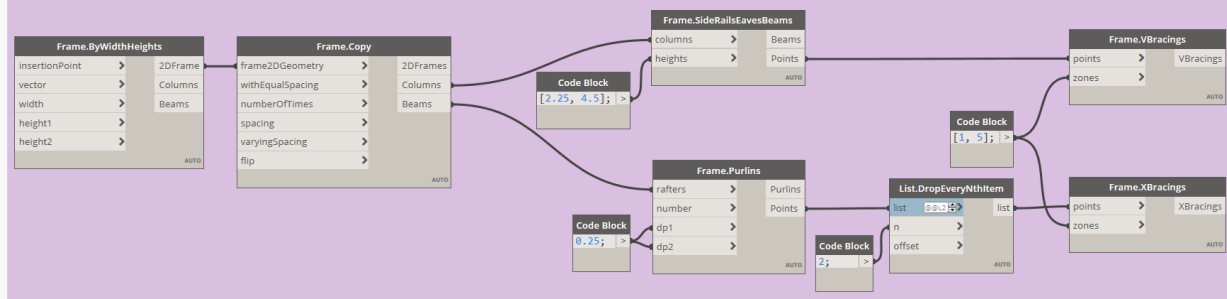 Frame.ByWidthHeights
insertionPoint > 2DFrame
vector > Columns
width > Beams
height1 >
height2 >
AUTO
Frame.Copy
frame2DGeometry > 2DFrames
withEqualSpacing > Columns
numberOfTimes > Beams
spacing >
varyingSpacing >
flip >
AUTO
Code Block
[2.25, 4.5]; >
Frame.SideRailsEavesBeams
columns > Beams
heights > Points
AUTO
Code Block
0.25; >
Frame.Purlins
rafters > Purlins
number > Points
dp1 >
dp2 >
AUTO
Code Block
2; >
List.DropEveryNthItem
list @@L2 > list
n >
offset >
AUTO
Code Block
[1, 5]; >
Frame.VBracings
points > VBracings
zones >
AUTO
Frame.XBracings
points > XBracings
zones >
AUTO